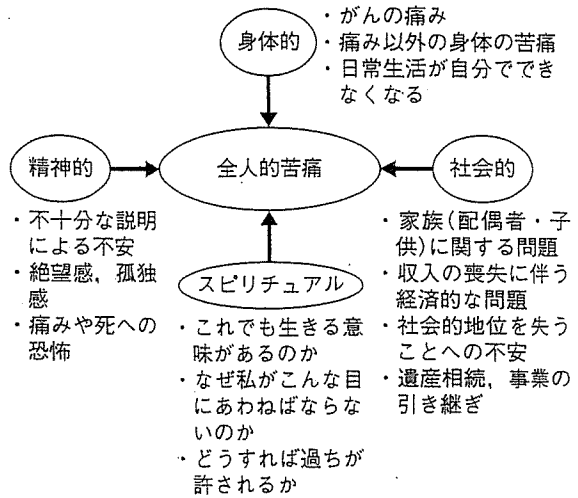 身体的
・がんの痛み
・痛み以外の身体の苦痛
・日常生活が自分ででき
なくなる
精神的
全人的苦痛
社会的
・不十分な説明
による不安
・絶望感，孤独
感
・痛みや死への
恐怖
スピリチュアル
・これでも生きる意
味があるのか
・なぜ私がこんな目
にあわねばならな
いのか
・どうすれば過ちが
許されるか
・家族(配偶者・子
供)に関する問題
・収入の喪失に伴う
経済的な問題
・社会的地位を失う
ことへの不安
・遺産相続，事業の
引き継ぎ